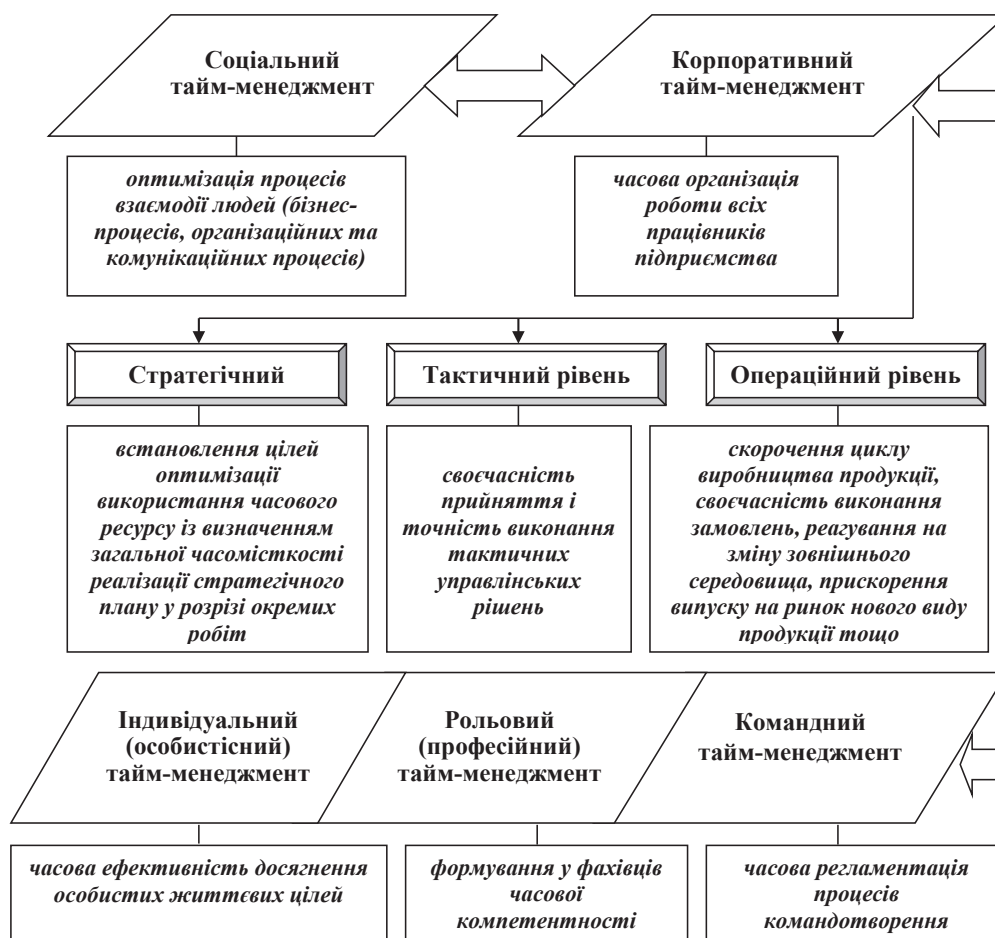 Соціальний
тайм-менеджмент
Корпоративний
тайм-менеджмент
оптимізація процесів
взаємодії людей (бізнес-
процесів, організаційних та
комунікаційних процесів)
часова організація
роботи всіх
працівників
підприємства
Стратегічний
Тактичний рівень
Операційний рівень
встановлення цілей
оптимізації
використання часового
ресурсу із визначенням
загальної часомісткості
реалізації стратегічного
плану у розрізі окремих
робіт
своєчасність
прийняття і
точність виконання
тактичних
управлінських
рішень
скорочення циклу
виробництва продукції,
своєчасність виконання
замовлень, реагування на
зміну зовнішнього
середовища, прискорення
випуску на ринок нового виду
продукції тощо
Індивідуальний
(особистісний)
тайм-менеджмент
Рольовий
(професійний)
тайм-менеджмент
Командний
тайм-менеджмент
часова ефективність досягнення
особистих життєвих цілей
формування у фахівців
часової
компетентності
часова регламентація
процесів
командотворення